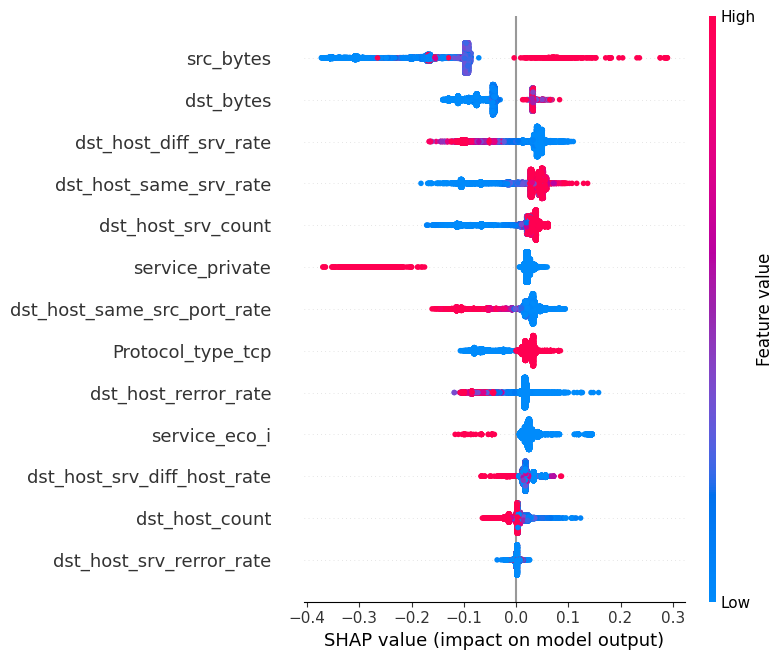 High
src_bytes
dst_bytes
dst_host_diff_srv_rate
dst_host_same_srv_rate
dst_host_srv_count
service_private
dst_host_same_src_port_rate
Protocol_type_tcp
dst_host_rerror_rate
service_eco_i
dst_host_srv_diff_host_rate
dst_host_count
dst_host_srv_rerror_rate
Feature value
Low
−0.4 −0.3 −0.2 −0.1 0.0 0.1 0.2 0.3
SHAP value (impact on model output)